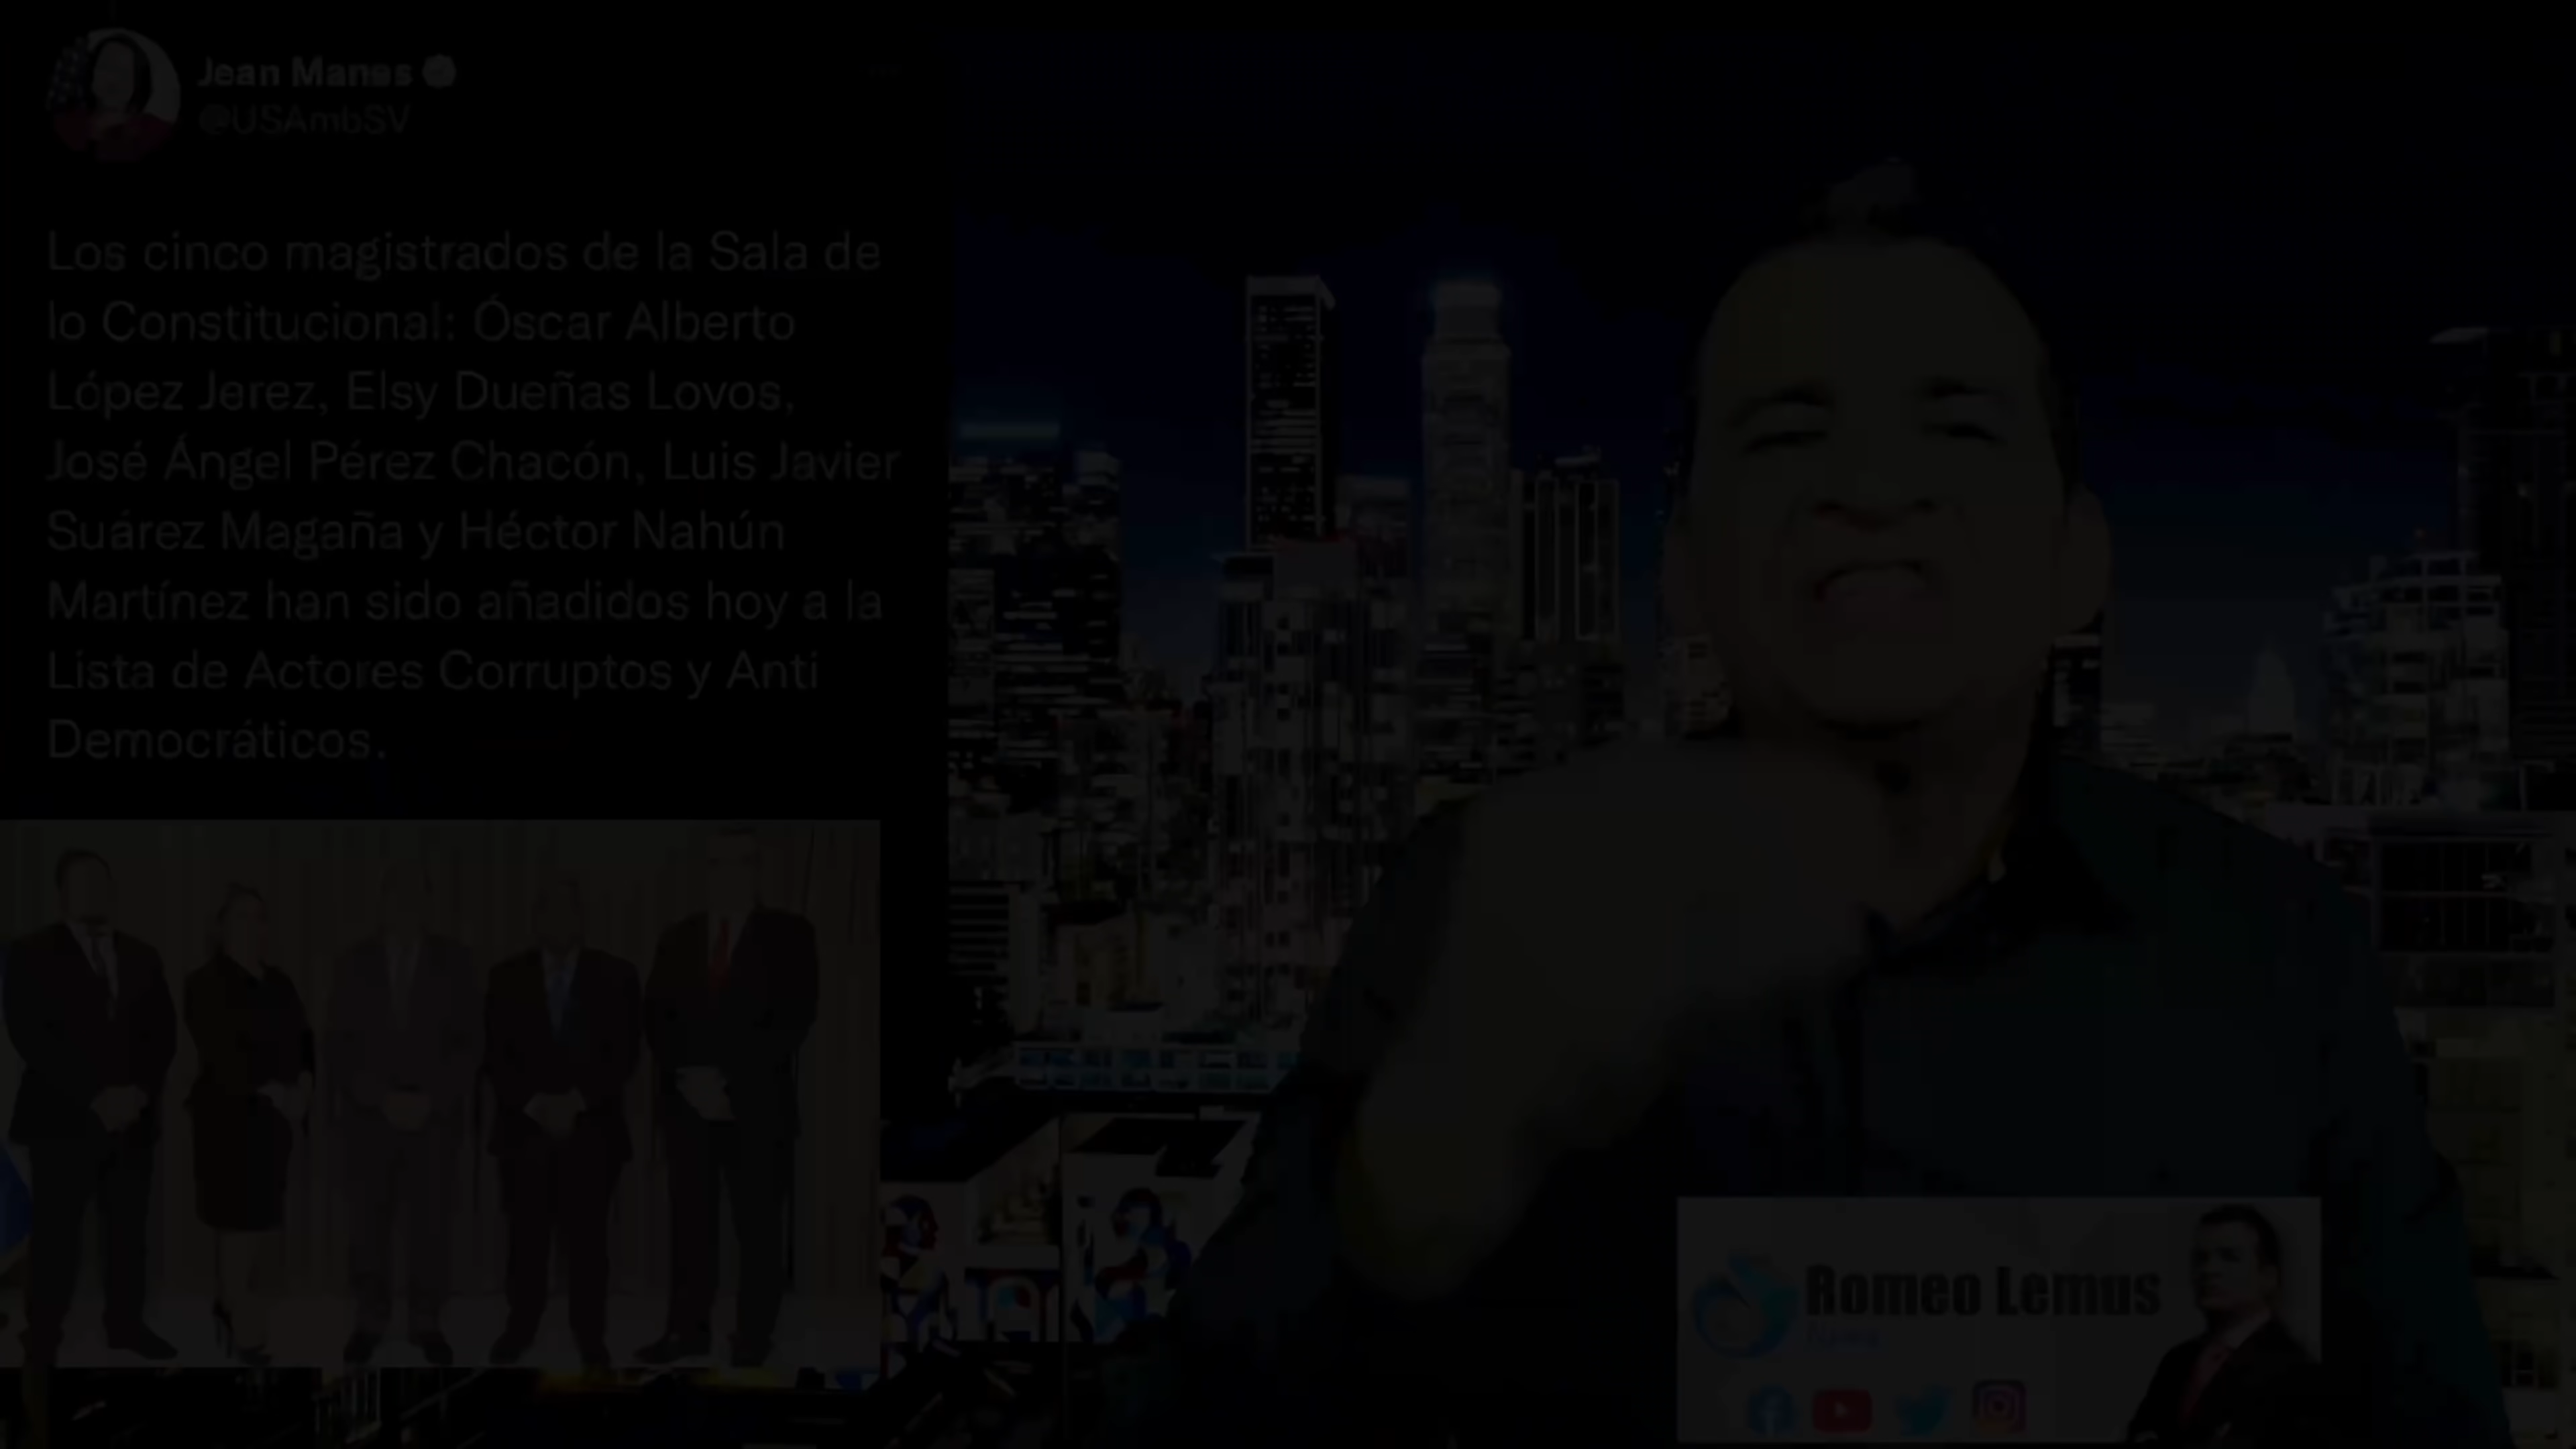 Jean Manes
@USAmbSV
Los cinco magistrados de la Sala de
lo Constitucional: Óscar Alberto
López Jerez, Elsy Dueñas Lovos,
José Ángel Pérez Chacón, Luis Javier
Suárez Magaña y Héctor Nahún
Martínez han sido añadidos hoy a la
Lista de Actores Corruptos y Anti
Democráticos.
Romeo Lemus
News